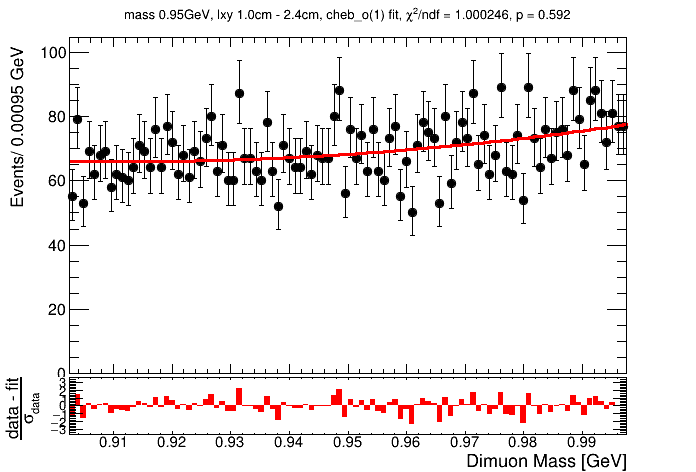 mass 0.95GeV, lxy 1.0cm - 2.4cm, cheb_o(1) fit, χ²/ndf = 1.000246, p = 0.592
Events/ 0.00095 GeV
100
80
60
40
20
0
data - fit
σdata
3
2
1
0
−1
−2
−3
0.91 0.92 0.93 0.94 0.95 0.96 0.97 0.98 0.99
Dimuon Mass [GeV]